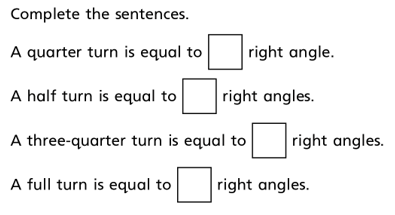 Complete the sentences.
A quarter turn is equal to right angle.
A half turn is equal to right angles.
A three-quarter turn is equal to right angles.
A full turn is equal to right angles.